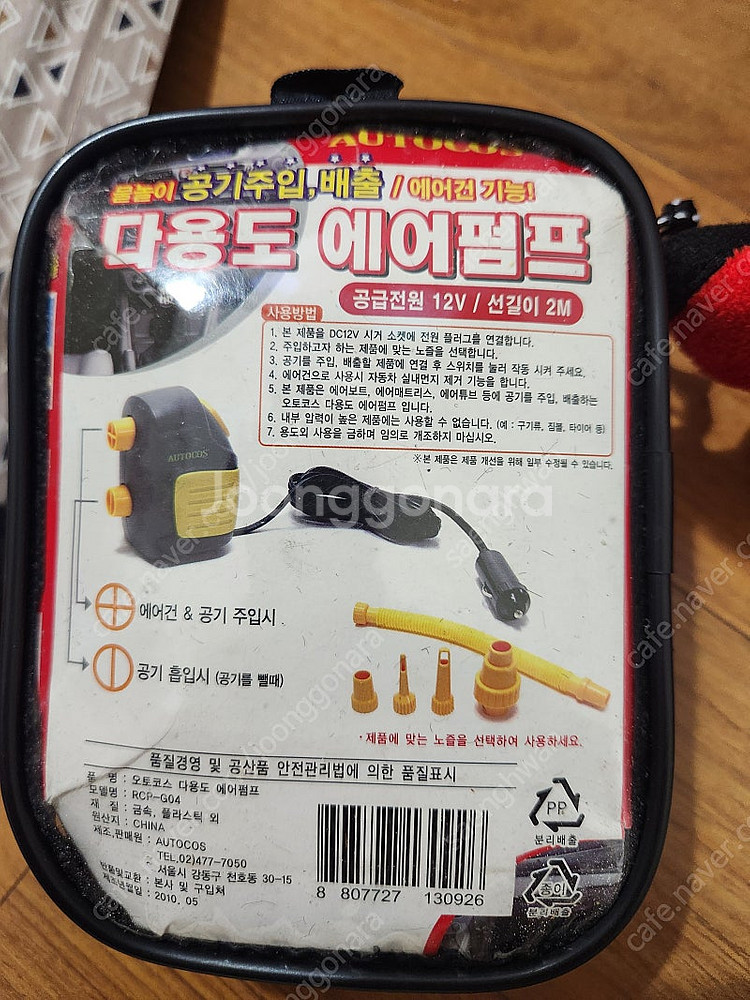 AUTOCOS
물놀이 공기주입,배출 / 에어건 기능!
다용도 에어펌프
공급전원 12V / 선길이 2M
사용방법
1. 본 제품을 DC12V 시거 소켓에 전원 플러그를 연결합니다.
2. 주입하고자 하는 제품에 맞는 노즐을 선택합니다.
3. 공기를 주입, 배출할 제품에 연결 후 스위치를 눌러 작동 시켜 주세요.
4. 에어건으로 사용시 자동차 실내면지 제거 기능을 합니다.
5. 본 제품은 에어보트, 에어매트리스, 에어튜브 등에 공기를 주입, 배출하는
오토코스 다용도 에어펌프 입니다.
6. 내부 압력이 높은 제품에는 사용할 수 없습니다. (예 : 구기류, 짐볼, 타이어 등)
7. 용도외 사용을 금하며 임의로 개조하지 마십시오.
※본 제품은 제품 개선을 위해 일부 수정될 수 있습니다.
AUTOCOS
Joonggonara
에어건 & 공기 주입시
공기 흡입시 (공기를 뺄때)
·제품에 맞는 노즐을 선택하여 사용하세요.
품질경영 및 공산품 안전관리법에 의한 품질표시
품 명 : 오토코스 다용도 에어펌프
모델명 : RCP-G04
재 질 : 금속, 플라스틱 외
원산지 : CHINA
제조,판매원 : AUTOCOS
TEL.02)477-7050
서울시 강동구 천호동 30-15
반품및교환 : 본사 및 구입처
제조년월일 : 2010. 05
8 807727 130926
PP
분리배출
종이
분리배출
cafe.naver.com/joonggonara